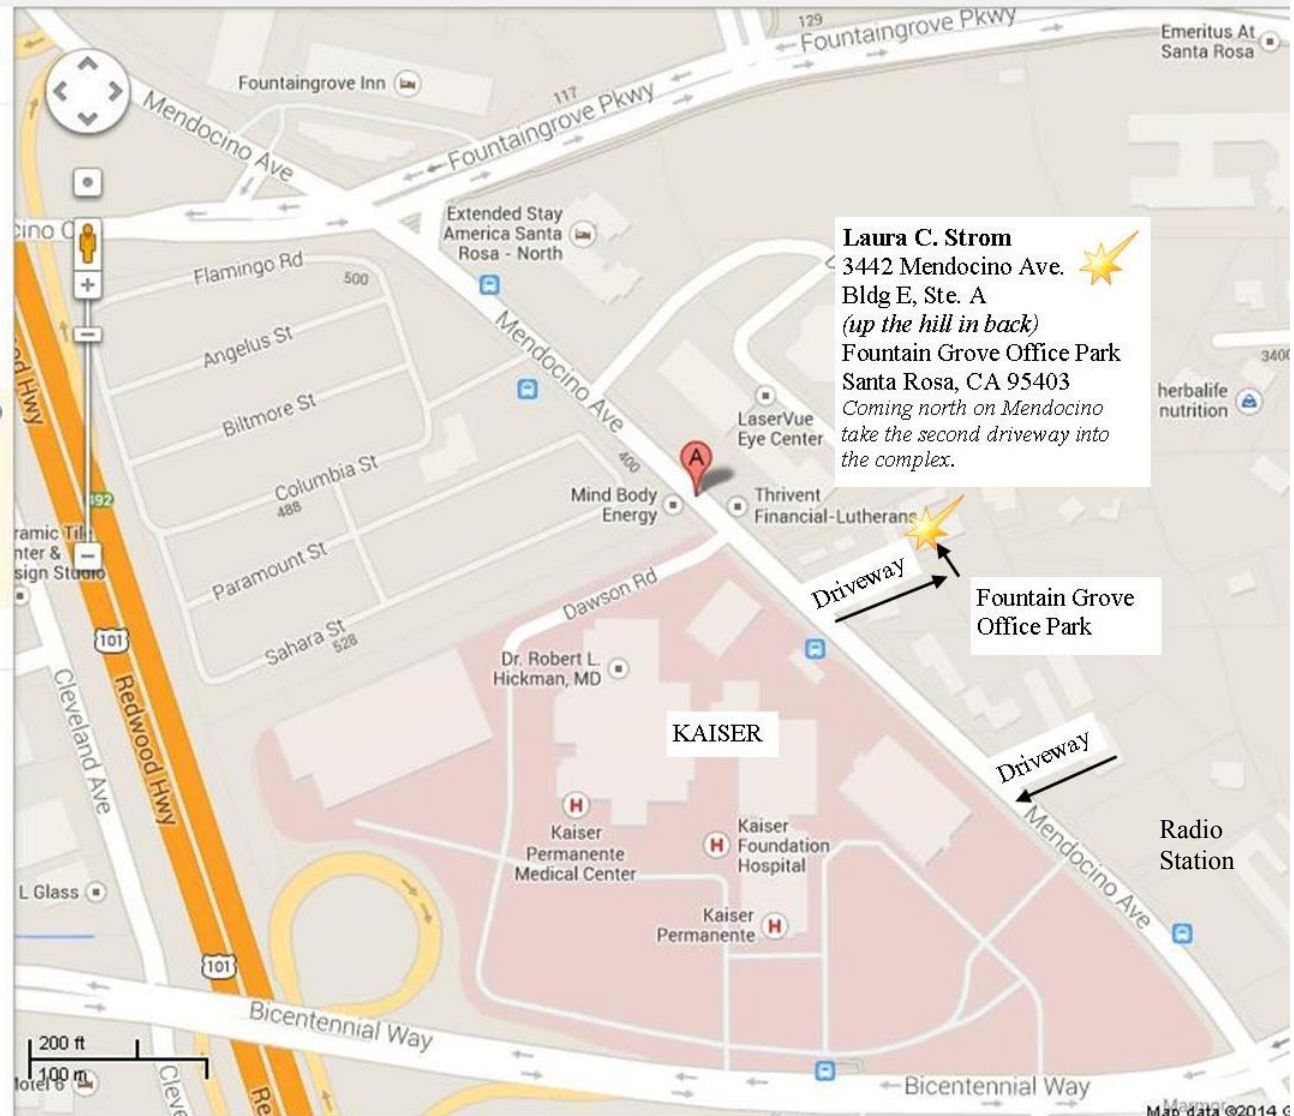 129
Fountaingrove Pkwy
Emeritus At
Santa Rosa
Fountaingrove Inn
Mendocino Ave
117
Fountaingrove Pkwy
Extended Stay
America Santa
Rosa - North
Laura C. Strom
3442 Mendocino Ave.
Bldg E, Ste. A
(up the hill in back)
Fountain Grove Office Park
Santa Rosa, CA 95403
Coming north on Mendocino
take the second driveway into
the complex.
Flamingo Rd
500
Angelus St
Mendocino Ave
Biltmore St
3400
herbalife
nutrition
LaserVue
Eye Center
Columbia St
488
400
A
Mind Body
Energy
Thrivent
Financial-Lutherans
492
Paramount St
Dawson Rd
Driveway
Fountain Grove
Office Park
Sahara St
528
101
Dr. Robert L.
Hickman, MD
Cleveland Ave
Redwood Hwy
KAISER
Driveway
H
Kaiser
Permanente
Medical Center
H
Kaiser
Foundation
Hospital
Mendocino Ave
Radio
Station
L Glass
Kaiser
Permanente
H
101
Bicentennial Way
200 ft
100 m
Bicentennial Way
Map data ©2014 G